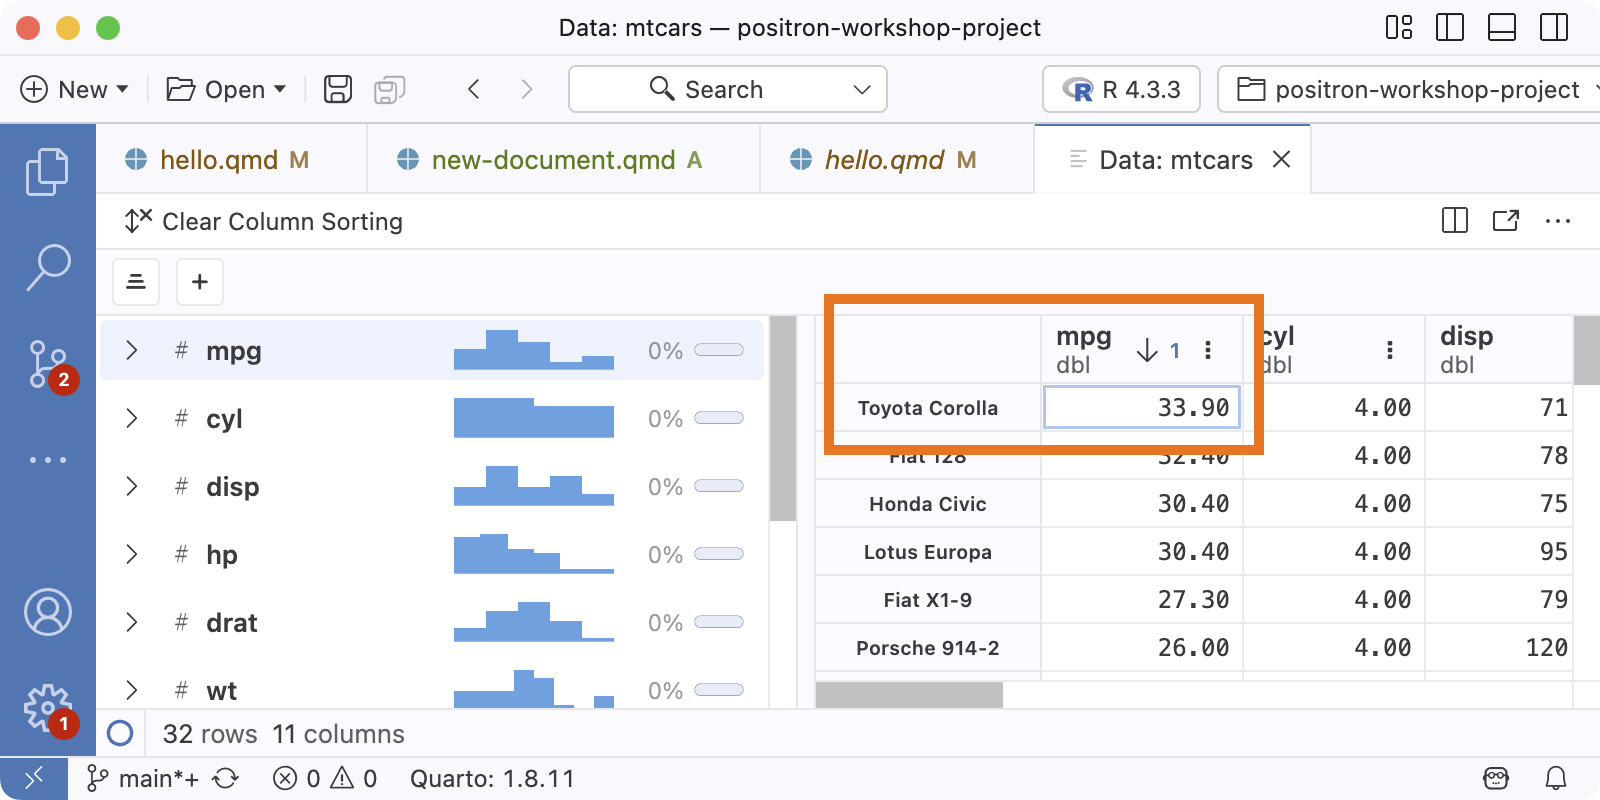 Data: mtcars — positron-workshop-project
New Open Search R 4.3.3 positron-workshop-project
hello.qmd M new-document.qmd A hello.qmd M Data: mtcars
Clear Column Sorting
# mpg 0%
# cyl 0%
# disp 0%
# hp 0%
# drat 0%
# wt 0%
mpg 1 cyl disp
dbl dbl dbl
Toyota Corolla 33.90 4.00 71
Fiat 128 32.40 4.00 78
Honda Civic 30.40 4.00 75
Lotus Europa 30.40 4.00 95
Fiat X1-9 27.30 4.00 79
Porsche 914-2 26.00 4.00 120
2
1
32 rows 11 columns
main*+ 0 0 Quarto: 1.8.11